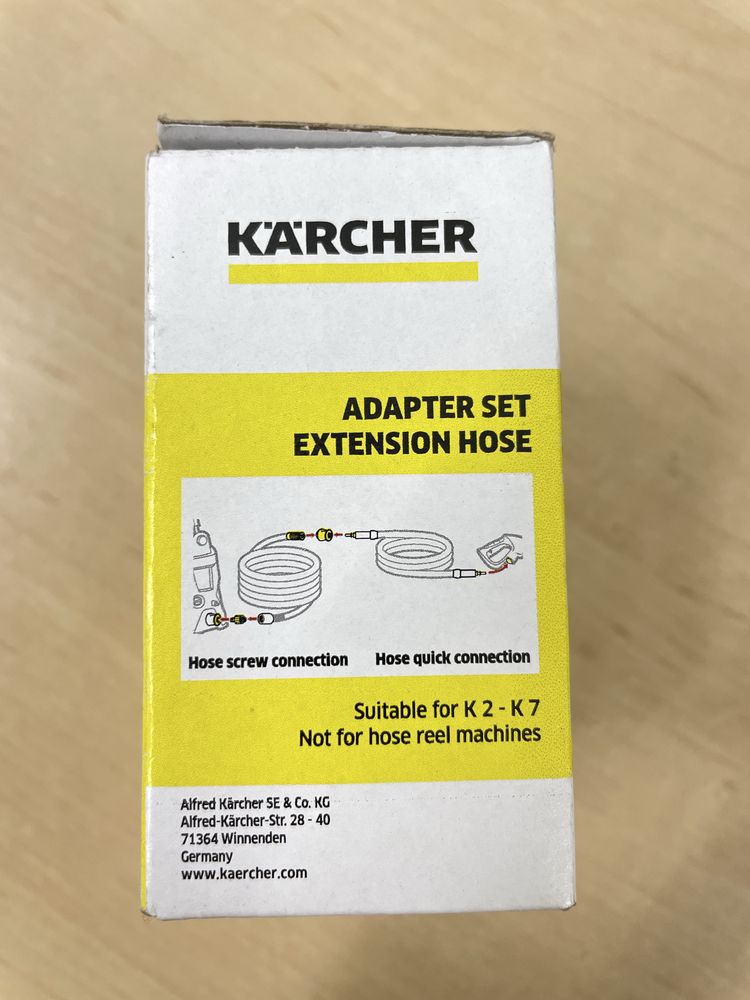 KÄRCHER
ADAPTER SET
EXTENSION HOSE
Hose screw connection
Hose quick connection
Suitable for K 2 - K 7
Not for hose reel machines
Alfred Kärcher SE & Co. KG
Alfred-Kärcher-Str. 28 - 40
71364 Winnenden
Germany
www.kaercher.com